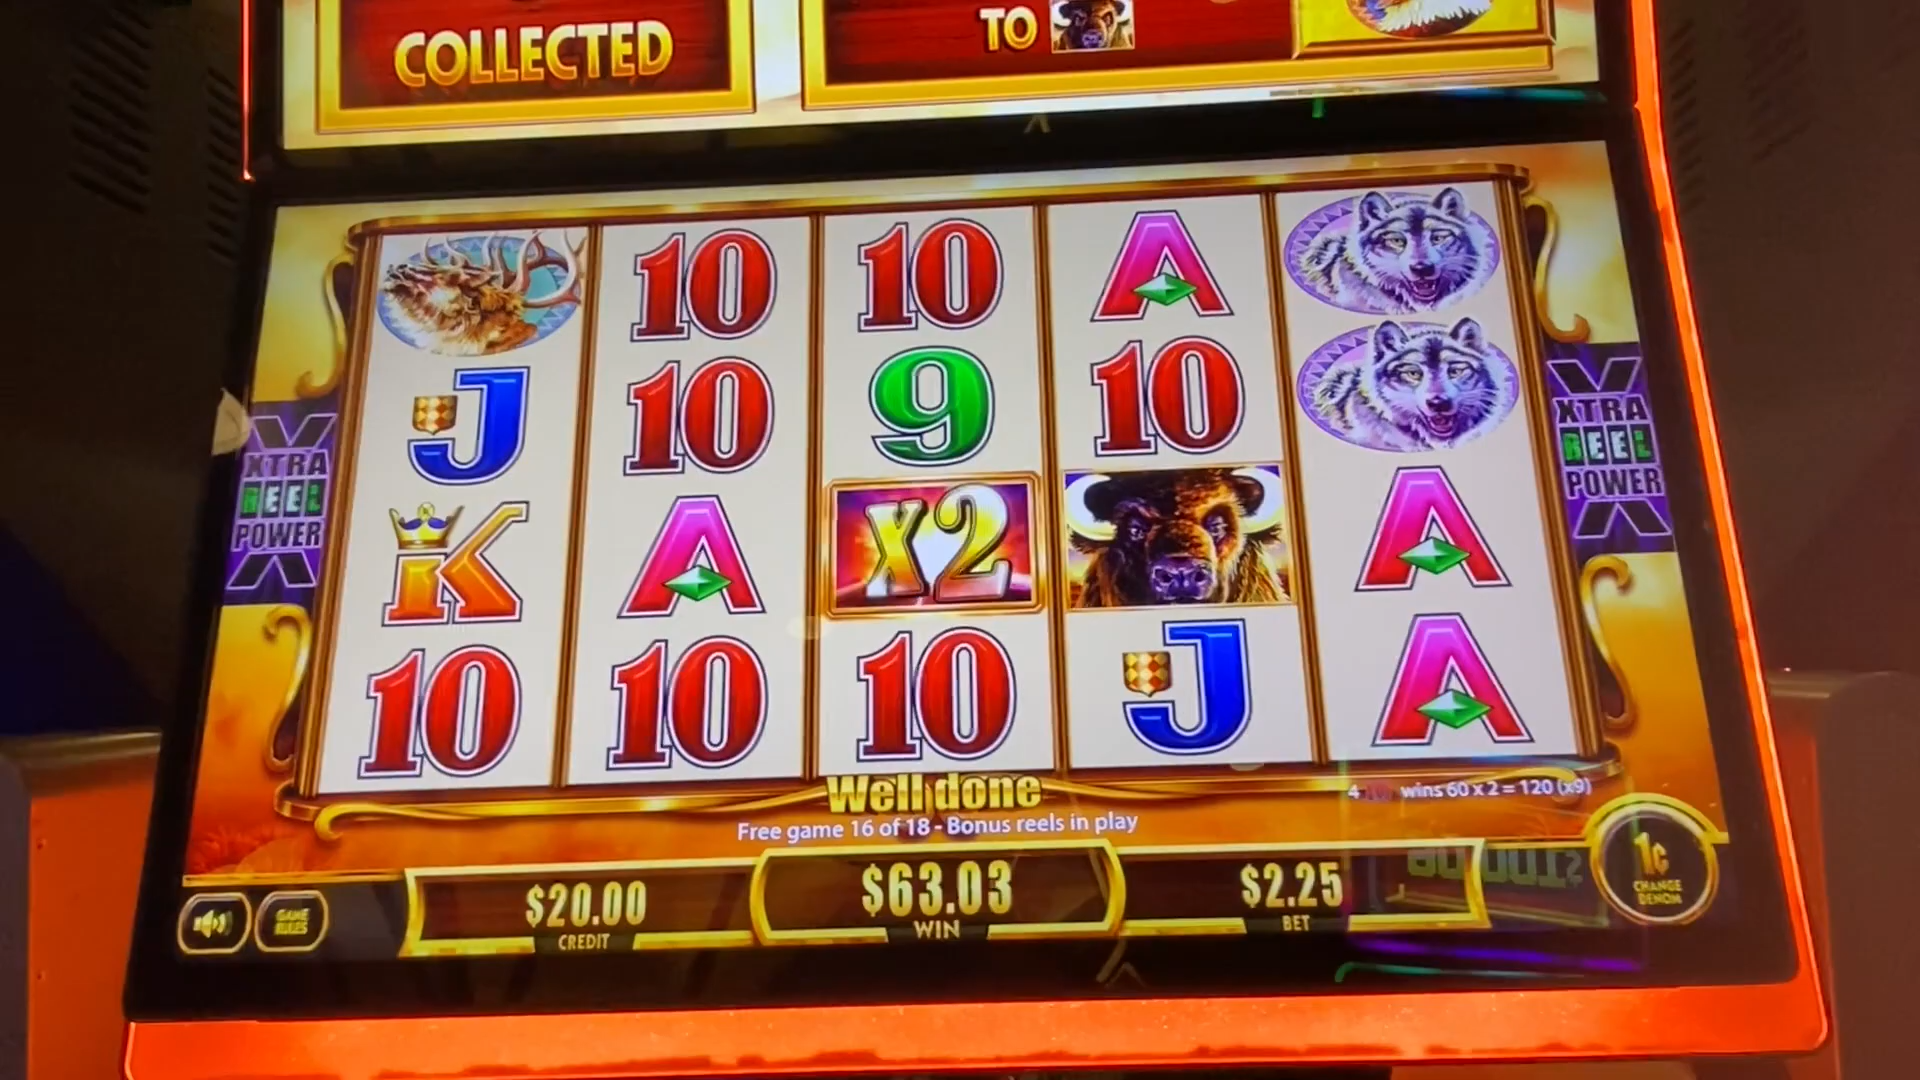 COLLECTED
TO
10 10 A
J 10 9 10
K A X2 A
10 10 10 J A
XTRA
REEL
POWER
XTRA
REEL
POWER
Well done
4 10 wins 60 x 2 = 120 (x9)
Free game 16 of 18 - Bonus reels in play
$20.00
CREDIT
$63.03
WIN
$2.25
BET
1¢
CHANGE
DENOM
GAME
RULES